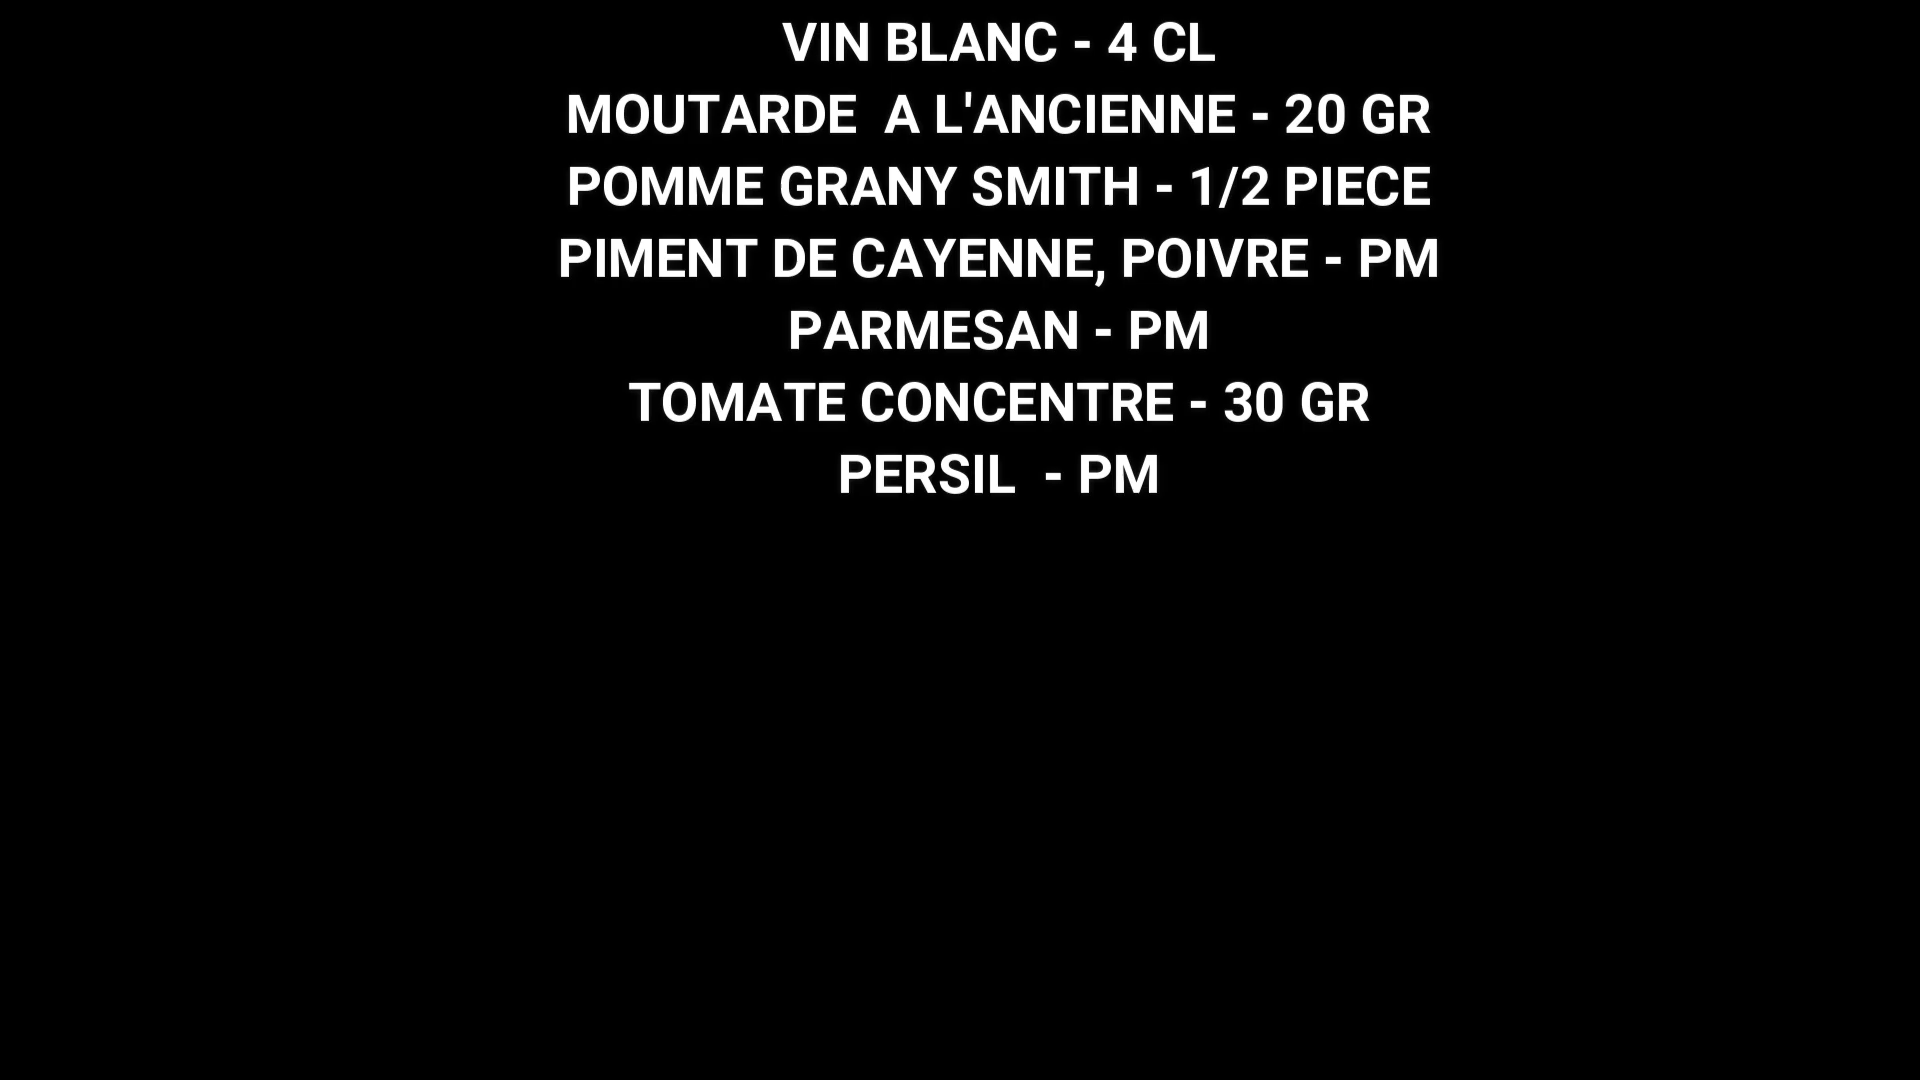 VIN BLANC - 4 CL
MOUTARDE  A L'ANCIENNE - 20 GR
POMME GRANY SMITH - 1/2 PIECE
PIMENT DE CAYENNE, POIVRE - PM
PARMESAN - PM
TOMATE CONCENTRE - 30 GR
PERSIL  - PM